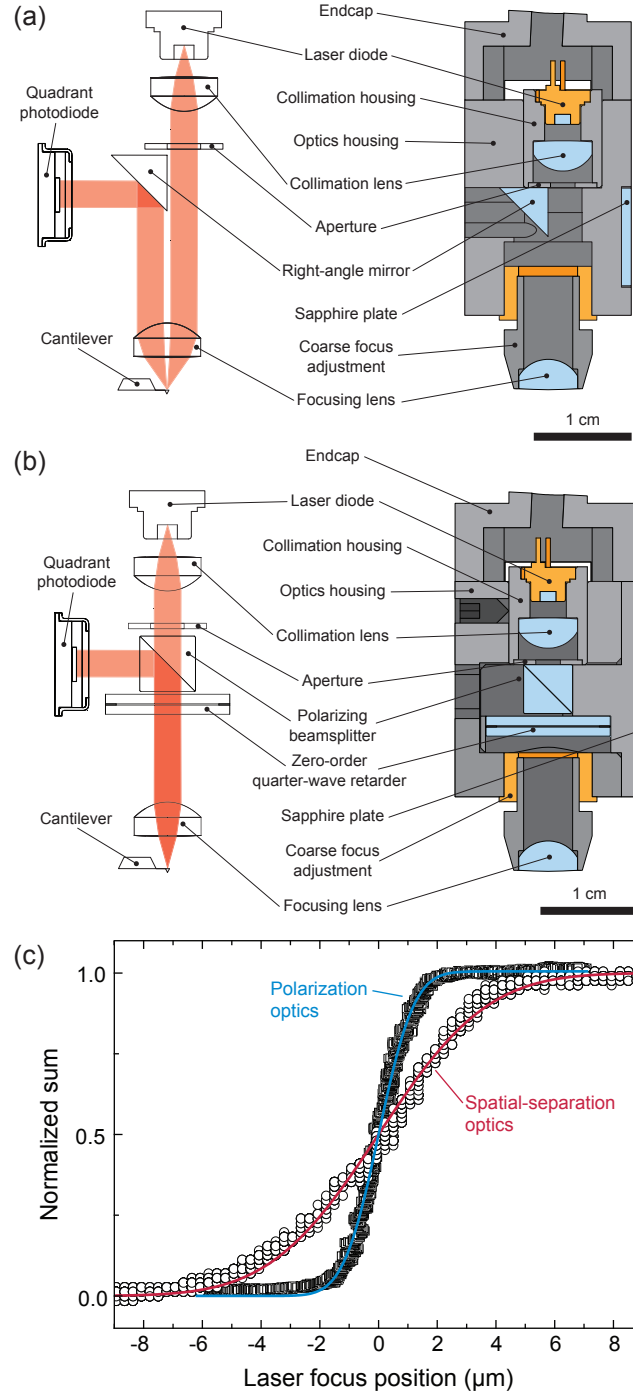 (a)
Endcap
Laser diode
Quadrant
photodiode
Collimation housing
Optics housing
Collimation lens
Aperture
Right-angle mirror
Sapphire plate
Cantilever
Coarse focus
adjustment
Focusing lens
1 cm
(b)
Endcap
Laser diode
Collimation housing
Quadrant
photodiode
Optics housing
Collimation lens
Aperture
Polarizing
beamsplitter
Zero-order
quarter-wave retarder
Sapphire plate
Cantilever
Coarse focus
adjustment
Focusing lens
1 cm
(c)
1.0
Polarization
optics
Spatial-separation
optics
0.5
Normalized sum
0.0
-8 -6 -4 -2 0 2 4 6 8
Laser focus position (µm)